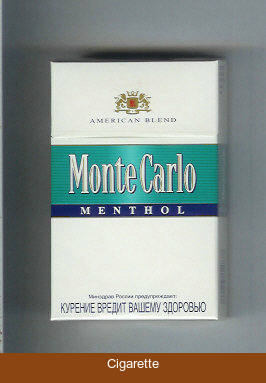 AMERICAN BLEND
Monte Carlo
MENTHOL
Минздрав России предупреждает:
КУРЕНИЕ ВРЕДИТ ВАШЕМУ ЗДОРОВЬЮ
Cigarette